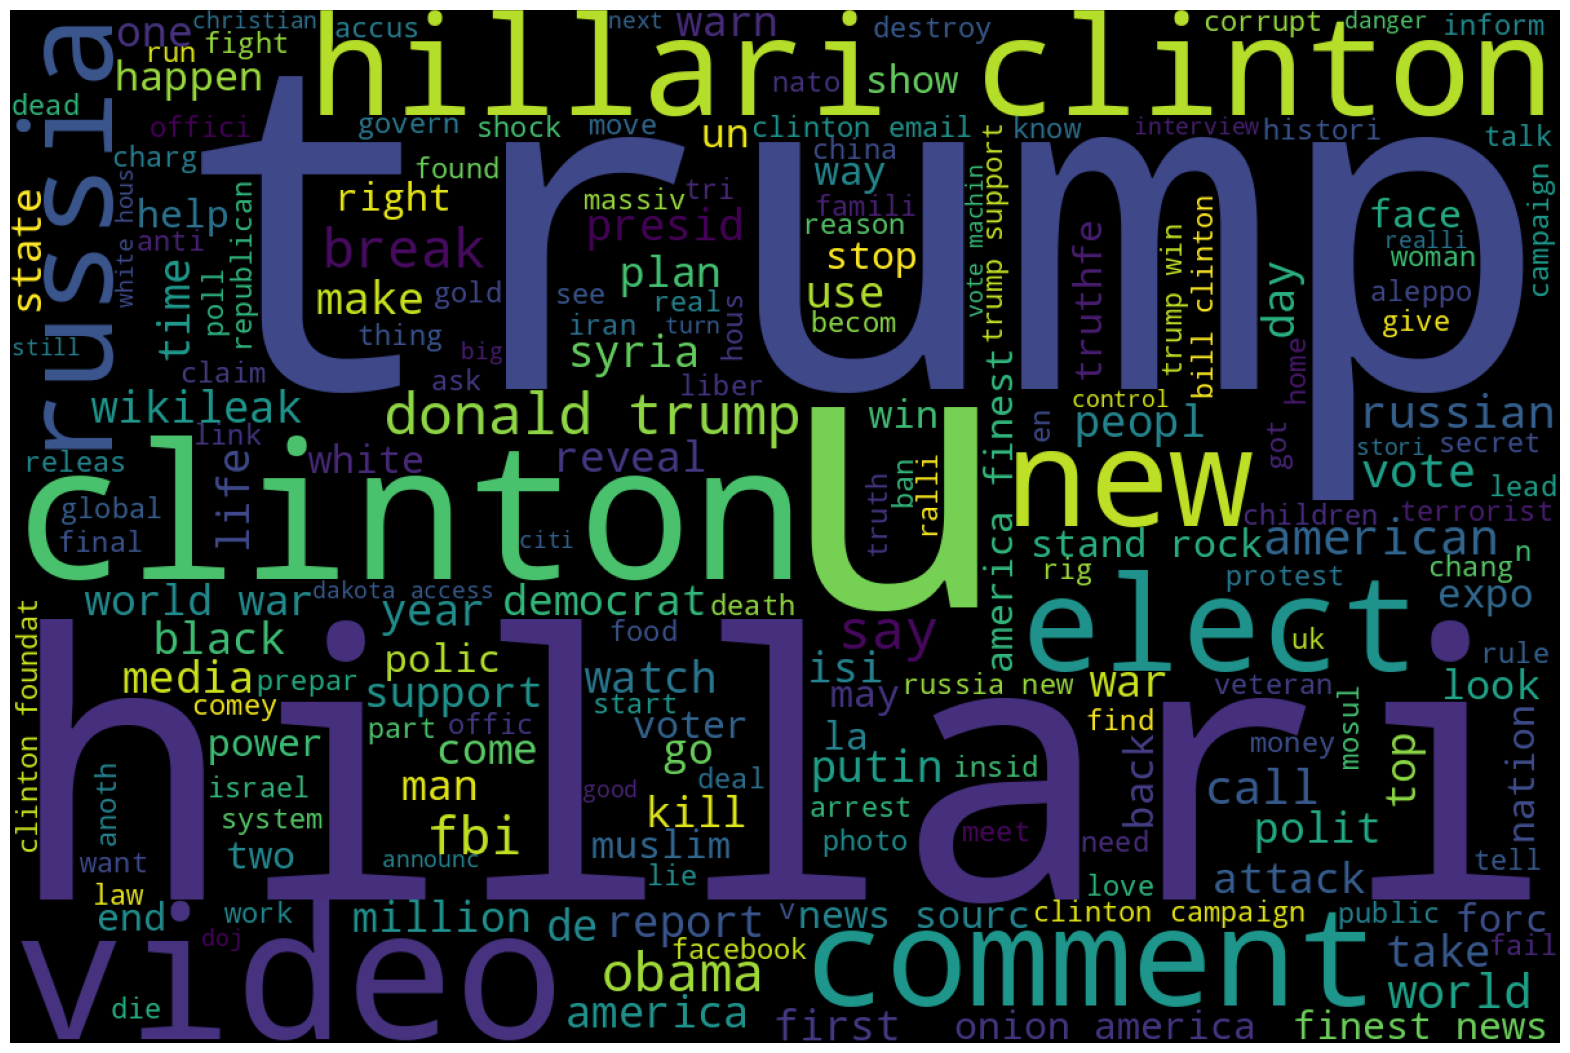 christian
accus
next
warn
destroy
corrupt
danger
inform
one
run
fight
hillari clinton
happen
russia
nato
show
dead
offici
govern
shock
move
un
clinton email
know
interview
histori
talk
charg
trump
found
china
way
state
white hous
help
right
massiv
tri
famili
vote machin
trump support
face
campaign
anti
republican
break
presid
reason
truthfe
trump win
bill clinton
realli
woman
time
poll
make
gold
see
plan
real
stop
use
day
aleppo
still
thing
iran
turn
hous
becom
give
claim
big
ask
syria
liber
home
wikileak
donald trump
win
control
en
peopl
russian
link
got
stori
secret
releas
life
white
reveal
truth
ban
ralli
america finest
new
vote
lead
global
clinton
u
children
terrorist
final
citi
stand rock
american
n
world war
dakota access
year
democrat
death
rig
protest
chang
expo
clinton foundat
black
food
say
elect
uk
rule
media
prepar
polic
watch
isi
russia new
war
veteran
look
comey
support
start
may
find
hillari
power
part
offic
voter
la
mosul
nation
come
go
putin
insid
back
money
top
israel
man
good
deal
call
anoth
system
fbi
kill
arrest
meet
need
polit
want
two
announc
muslim
photo
tell
law
lie
love
attack
end
work
million
de
report
v
news sourc
clinton campaign
public
forc
video
doj
facebook
comment
take
fail
die
obama
world
america
first
onion america
finest news